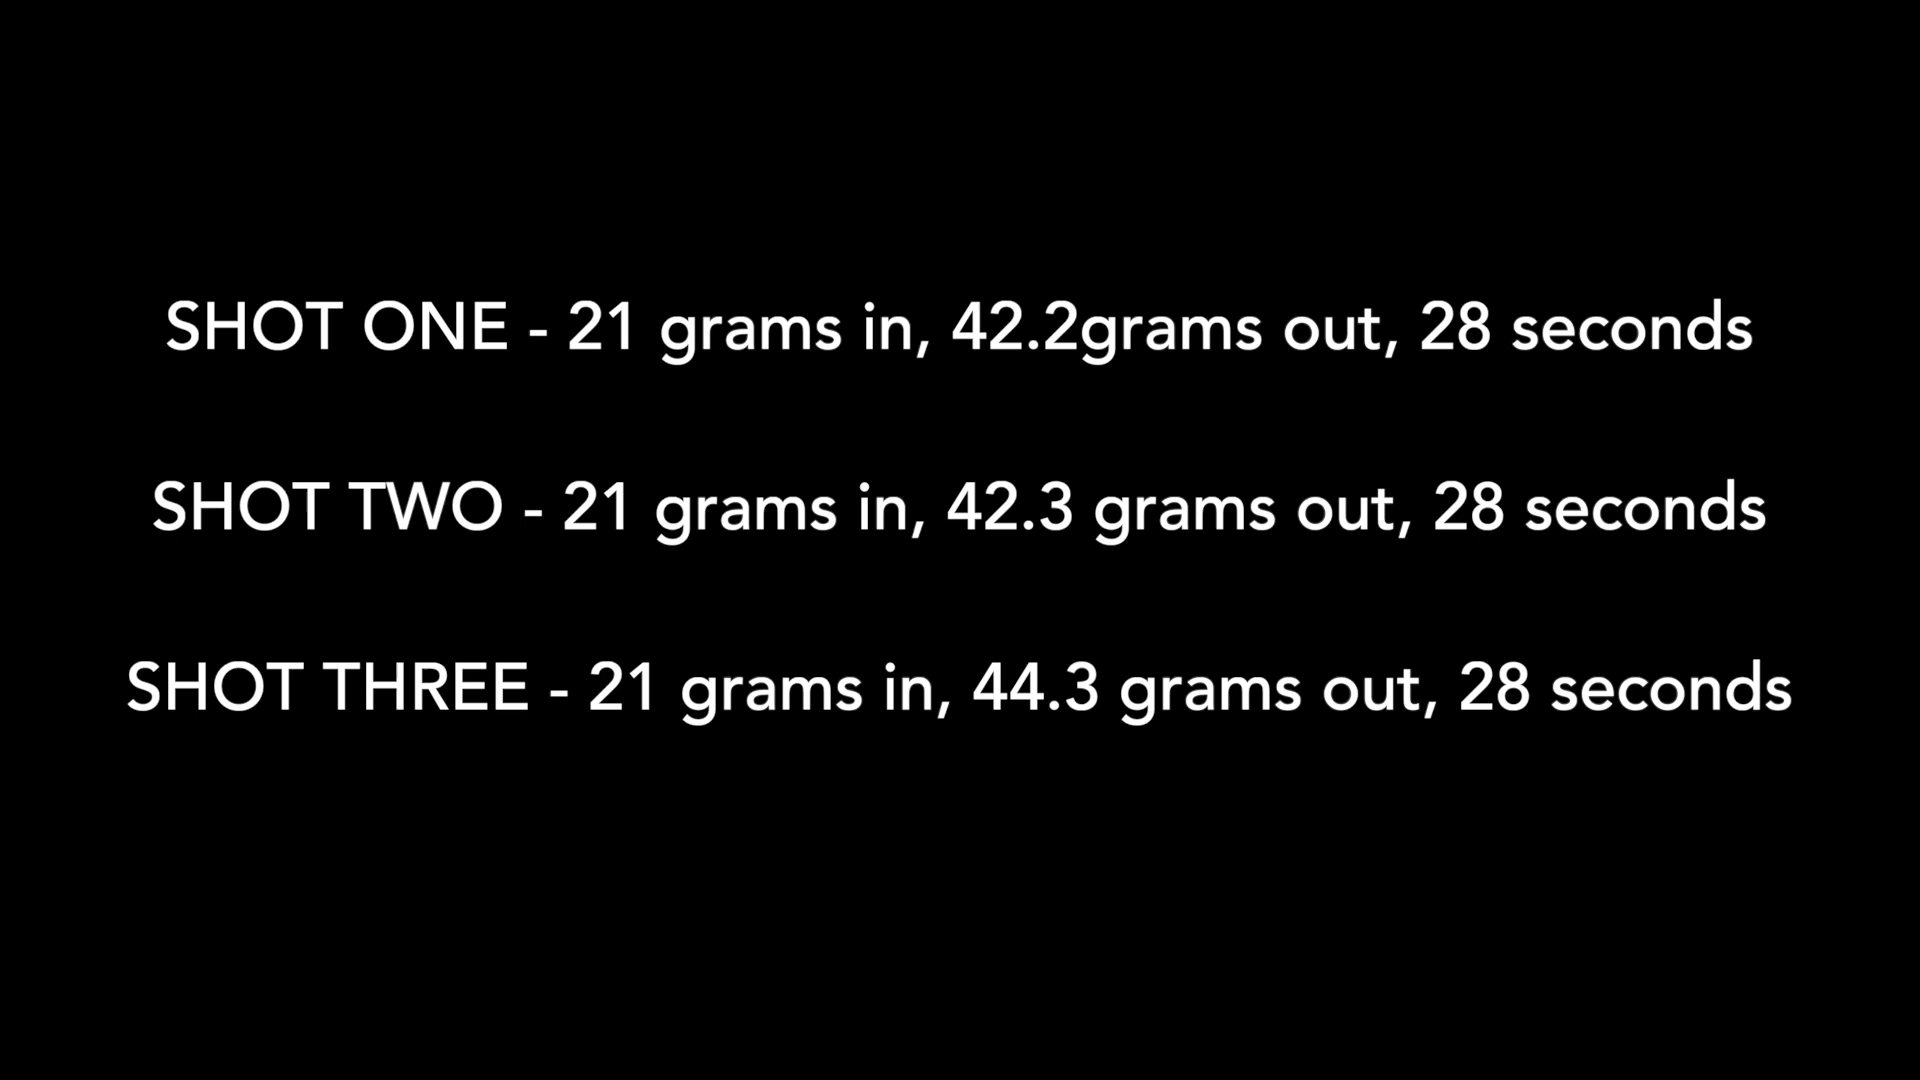 SHOT ONE - 21 grams in, 42.2grams out, 28 seconds
SHOT TWO - 21 grams in, 42.3 grams out, 28 seconds
SHOT THREE - 21 grams in, 44.3 grams out, 28 seconds